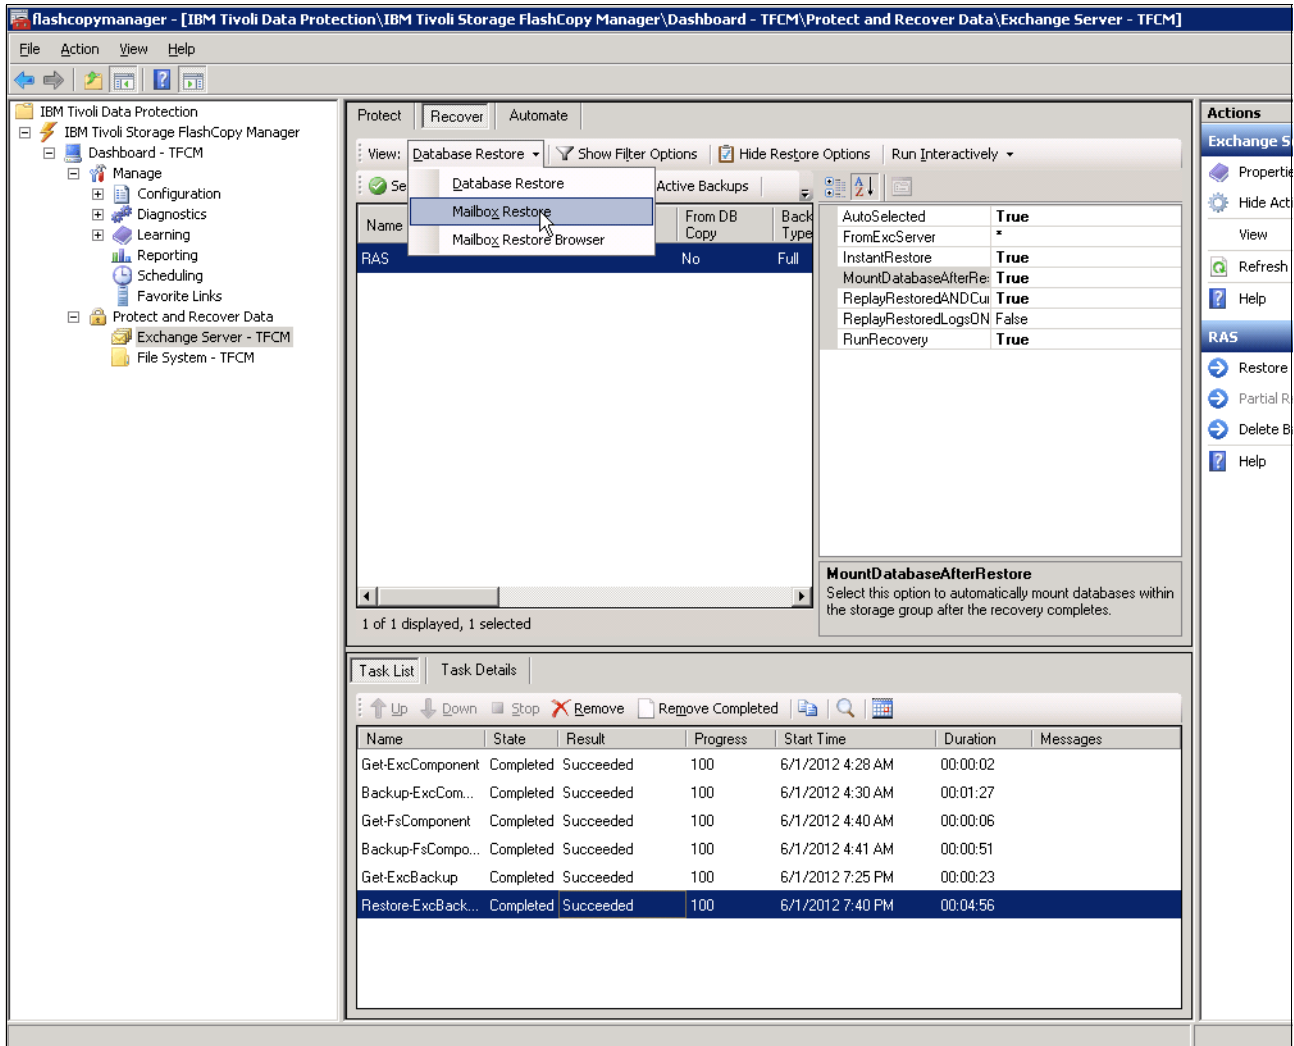 flashcopymanager - [IBM Tivoli Data Protection\IBM Tivoli Storage FlashCopy Manager\Dashboard - TFCM\Protect and Recover Data\Exchange Server - TFCM]
File Action View Help
IBM Tivoli Data Protection
IBM Tivoli Storage FlashCopy Manager
Dashboard - TFCM
Manage
Configuration
Diagnostics
Learning
Reporting
Scheduling
Favorite Links
Protect and Recover Data
Exchange Server - TFCM
File System - TFCM
Protect Recover Automate
View: Database Restore Show Filter Options Hide Restore Options Run Interactively
Se Active Backups
Database Restore
Mailbox Restore
Mailbox Restore Browser
Name From DB Copy Back Type
RAS No Full
1 of 1 displayed, 1 selected
AutoSelected True
FromExcServer *
InstantRestore True
MountDatabaseAfterRe: True
ReplayRestoredANDCu True
ReplayRestoredLogsON False
RunRecovery True
MountDatabaseAfterRestore
Select this option to automatically mount databases within
the storage group after the recovery completes.
Task List Task Details
Up Down Stop Remove Remove Completed
Name State Result Progress Start Time Duration Messages
Get-ExcComponent Completed Succeeded 100 6/1/2012 4:28 AM 00:00:02
Backup-ExcCom... Completed Succeeded 100 6/1/2012 4:30 AM 00:01:27
Get-FsComponent Completed Succeeded 100 6/1/2012 4:40 AM 00:00:06
Backup-FsCompo... Completed Succeeded 100 6/1/2012 4:41 AM 00:00:51
Get-ExcBackup Completed Succeeded 100 6/1/2012 7:25 PM 00:00:23
Restore-ExcBack... Completed Succeeded 100 6/1/2012 7:40 PM 00:04:56
Actions
Exchange S
Propertie
Hide Acti
View
Refresh
Help
RAS
Restore
Partial R
Delete B
Help